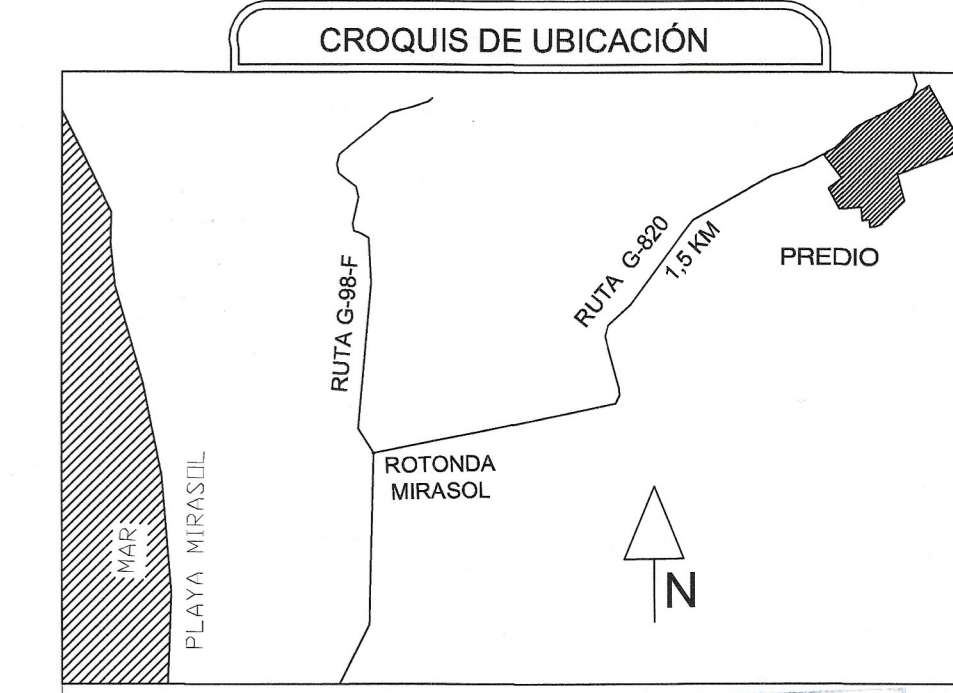 CROQUIS DE UBICACIÓN
RUTA G-98-F
RUTA G-820
1,5 KM
PREDIO
ROTONDA
MIRASOL
MAR
PLAYA MIRASOL
N